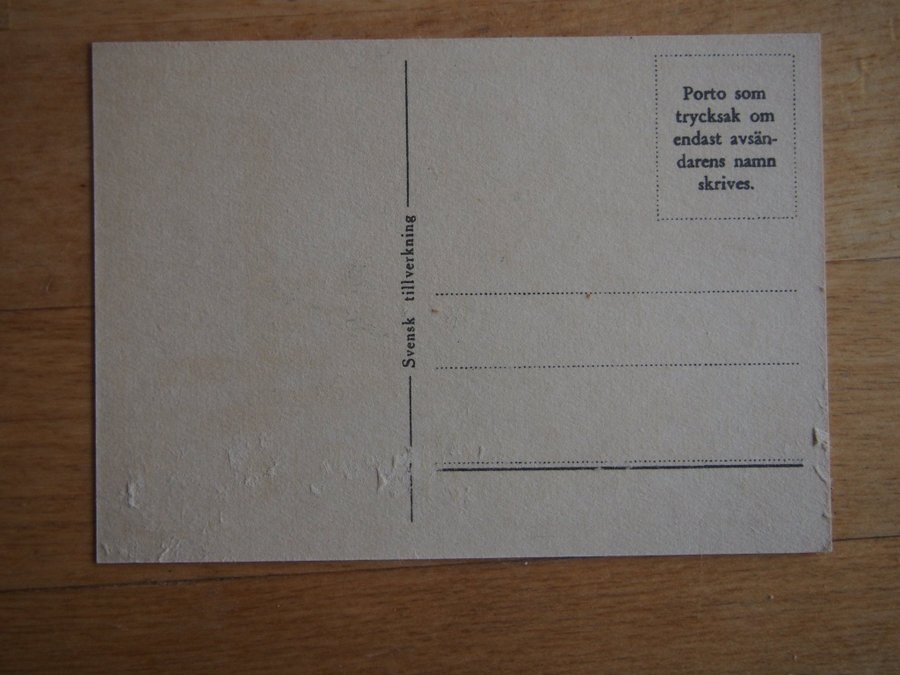 Porto som
trycksak om
endast avsän-
darens namn
skrives.
Svensk tillverkning